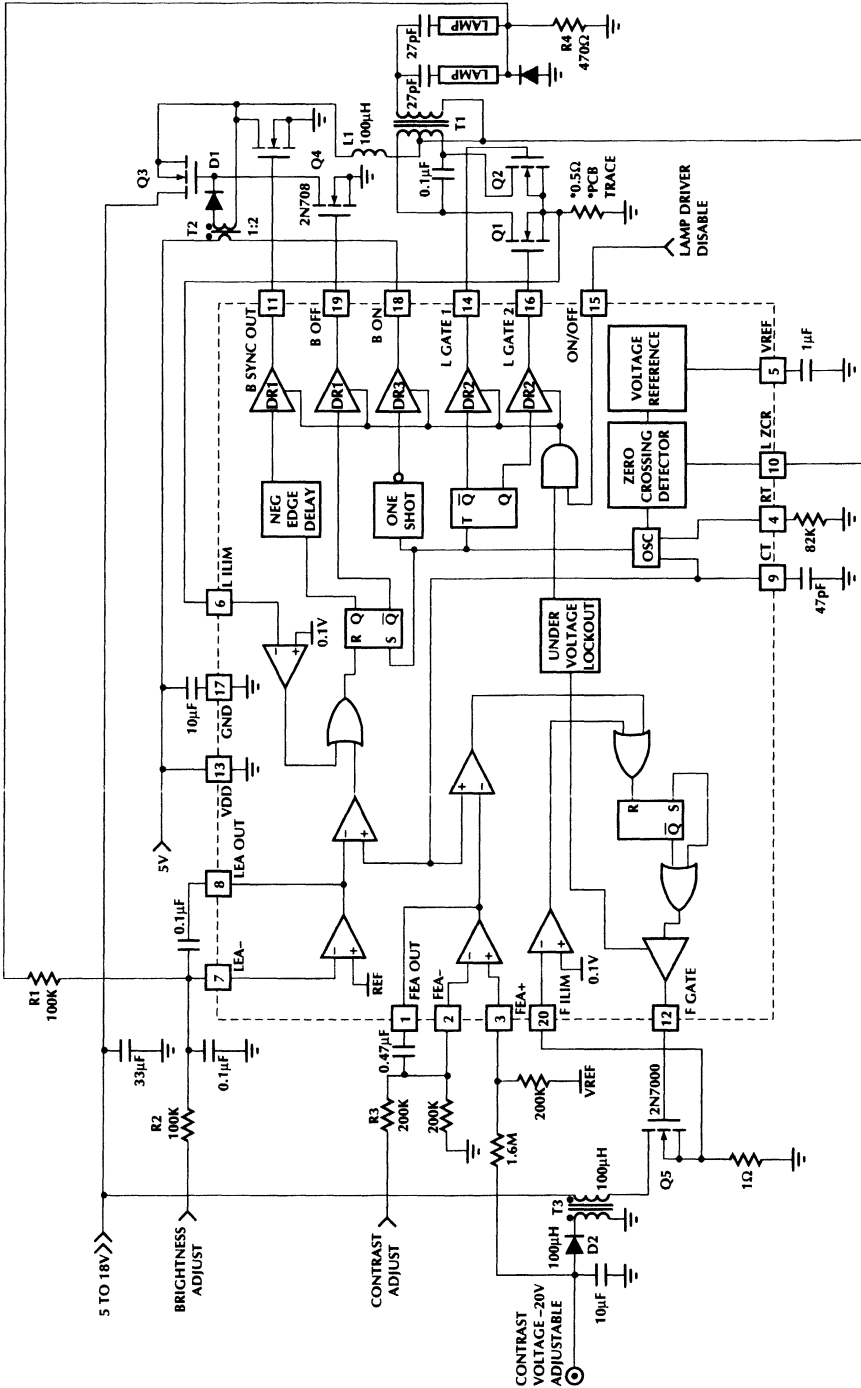 5 TO 18V
BRIGHTNESS
ADJUST
CONTRAST
ADJUST
CONTRAST
VOLTAGE –20V
ADJUSTABLE
R1
100K
R2
100K
33µF
0.1µF
0.1µF
R3
200K
200K
0.47µF
1.6M
200K
VREF
T3
100µH
100µH
D2
10µF
2N7000
Q5
1Ω
5V
10µF
7
LEA–
8
LEA OUT
13
VDD
17
GND
6
L ILIM
1
FEA OUT
2
FEA–
3
FEA+
20
F ILIM
12
F GATE
–
+
REF
–
+
–
+
0.1V
–
+
+
–
–
+
0.1V
R
Q
S
Q
R
S
Q
NEG
EDGE
DELAY
ONE
SHOT
T
Q
Q
UNDER
VOLTAGE
LOCKOUT
OSC
ZERO
CROSSING
DETECTOR
VOLTAGE
REFERENCE
DR1
DR1
DR3
DR2
DR2
11
B SYNC OUT
19
B OFF
18
B ON
14
L GATE 1
16
L GATE 2
15
ON/OFF
9
CT
4
RT
10
L ZCR
5
VREF
47pF
82K
1µF
Q3
D1
T2
1:2
Q4
2N708
L1
100µH
0.1µF
T1
Q1
Q2
*0.5Ω
*PCB
TRACE
LAMP DRIVER
DISABLE
27pF
LAMP
27pF
LAMP
R4
470Ω